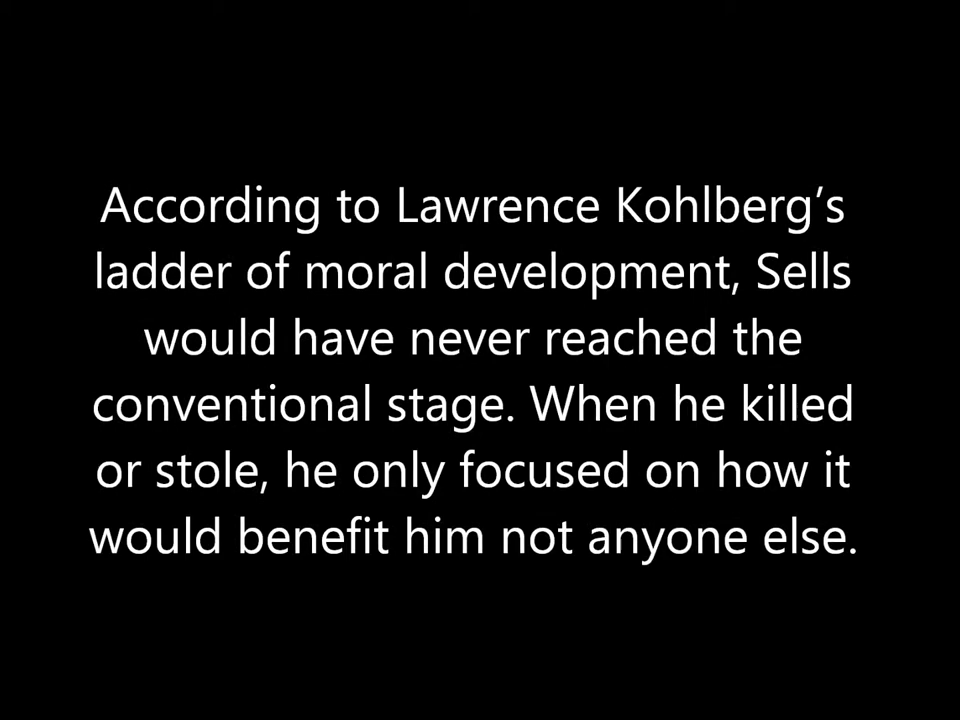 According to Lawrence Kohlberg’s
ladder of moral development, Sells
would have never reached the
conventional stage. When he killed
or stole, he only focused on how it
would benefit him not anyone else.